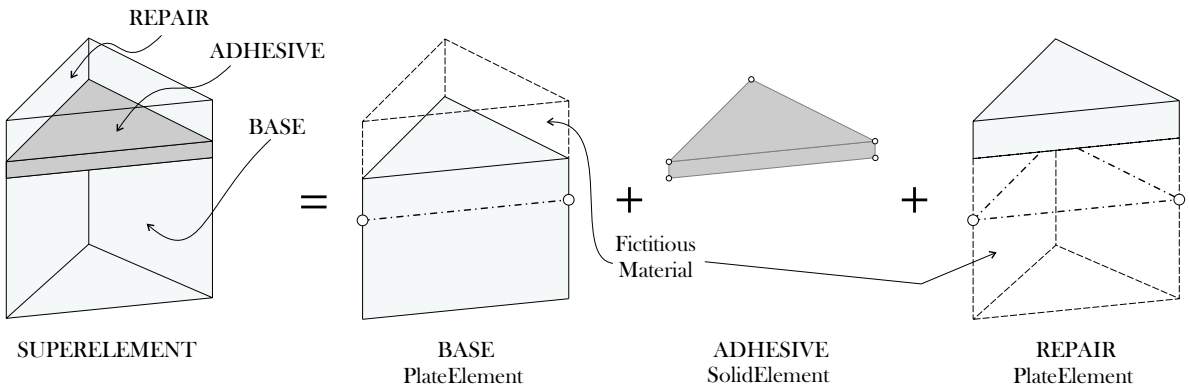 REPAIR
ADHESIVE
BASE
=
+
+
Fictitious
Material
SUPERELEMENT
BASE
PlateElement
ADHESIVE
SolidElement
REPAIR
PlateElement